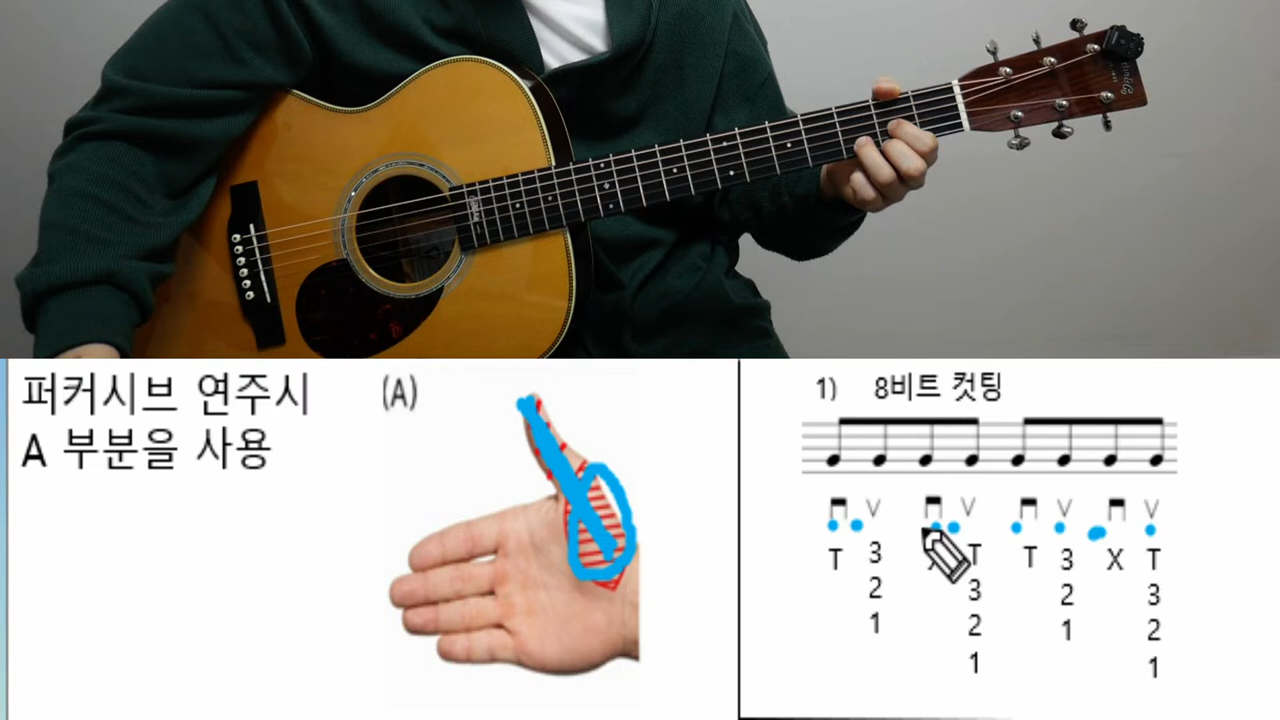 퍼커시브 연주시
A 부분을 사용
(A)
1) 8비트 컷팅
T 3 X T T 3 X T
2 3 2 3
1 2 1 2
1 1